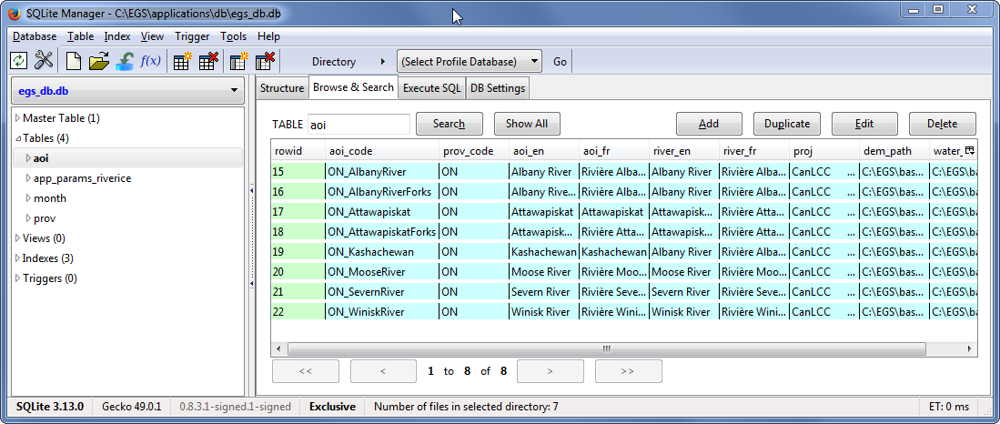 SQLite Manager - C:\EGS\applications\db\egs_db.db
Database Table Index View Trigger Tools Help
f(x) Directory (Select Profile Database) Go
egs_db.db
Master Table (1)
Tables (4)
aoi
app_params_riverice
month
prov
Views (0)
Indexes (3)
Triggers (0)
Structure Browse & Search Execute SQL DB Settings
TABLE aoi Search Show All Add Duplicate Edit Delete
rowid aoi_code prov_code aoi_en aoi_fr river_en river_fr proj dem_path water_
15 ON_AlbanyRiver ON Albany River Rivière Alba... Albany River Rivière Alba... CanLCC ... C:\EGS\bas... C:\EGS\ba
16 ON_AlbanyRiverForks ON Albany Rive... Rivière Alba... Albany River Rivière Alba... CanLCC ... C:\EGS\bas... C:\EGS\ba
17 ON_Attawapiskat ON Attawapiskat Attawapiskat Attawapisk... Rivière Atta... CanLCC ... C:\EGS\bas... C:\EGS\ba
18 ON_AttawapiskatForks ON Attawapisk... Rivière Atta... Attawapisk... Rivière Atta... CanLCC ... C:\EGS\bas... C:\EGS\ba
19 ON_Kashachewan ON Kashachewan Kashachewan Albany River Rivière Alba... CanLCC ... C:\EGS\bas... C:\EGS\ba
20 ON_MooseRiver ON Moose River Rivière Moo... Moose River Rivière Moo... CanLCC ... C:\EGS\bas... C:\EGS\ba
21 ON_SevernRiver ON Severn River Rivière Seve... Severn River Rivière Seve... CanLCC ... C:\EGS\bas... C:\EGS\ba
22 ON_WiniskRiver ON Winisk River Rivière Wini... Winisk River Rivière Wini... CanLCC ... C:\EGS\bas... C:\EGS\ba
<< < 1 to 8 of 8 > >>
SQLite 3.13.0 Gecko 49.0.1 0.8.3.1-signed.1-signed Exclusive Number of files in selected directory: 7 ET: 0 ms